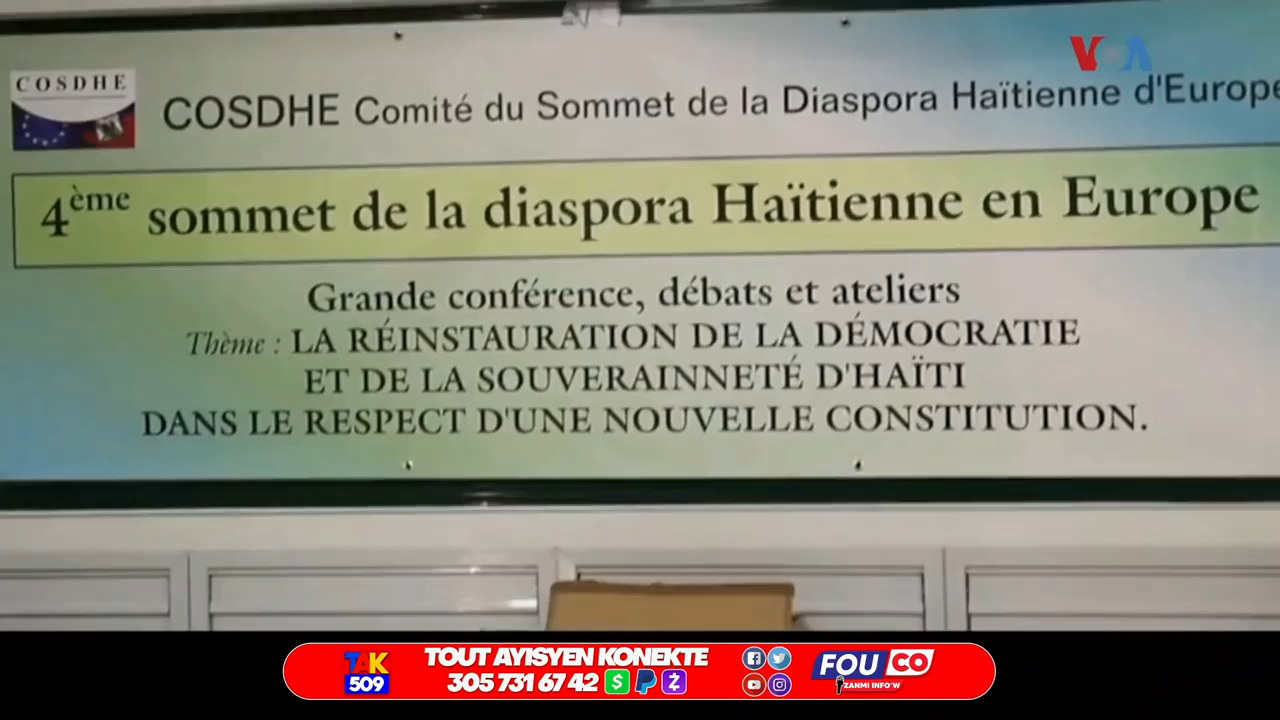 VOA
COSDHE
COSDHE Comité du Sommet de la Diaspora Haïtienne d'Europe
4ème sommet de la diaspora Haïtienne en Europe
Grande conférence, débats et ateliers
Thème : LA RÉINSTAURATION DE LA DÉMOCRATIE
ET DE LA SOUVERAINNETÉ D'HAÏTI
DANS LE RESPECT D'UNE NOUVELLE CONSTITUTION.
TAK
509
TOUT AYISYEN KONEKTE
305 731 67 42
FOUCO
ZANMI INFO'W